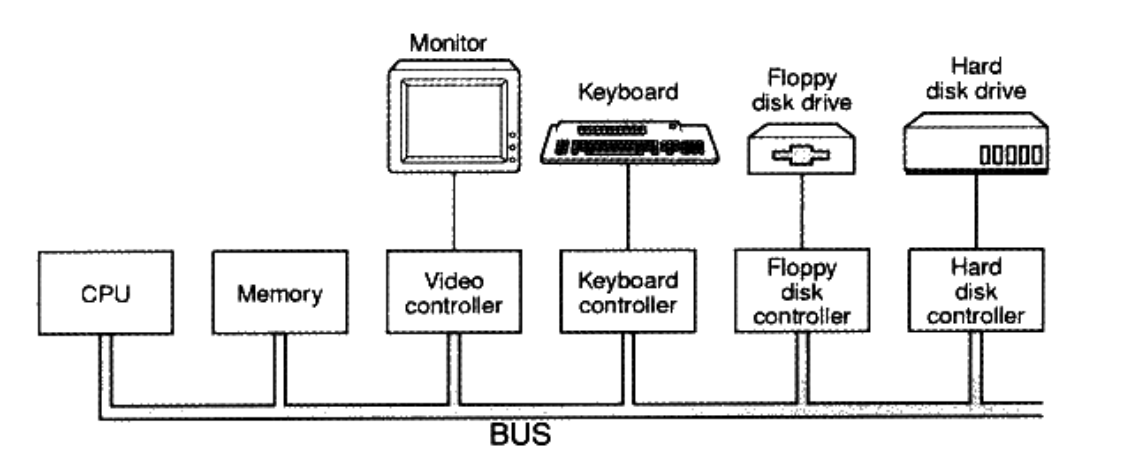 Monitor
Keyboard
Floppy
disk drive
Hard
disk drive
CPU
Memory
Video
controller
Keyboard
controller
Floppy
disk
controller
Hard
disk
controller
BUS